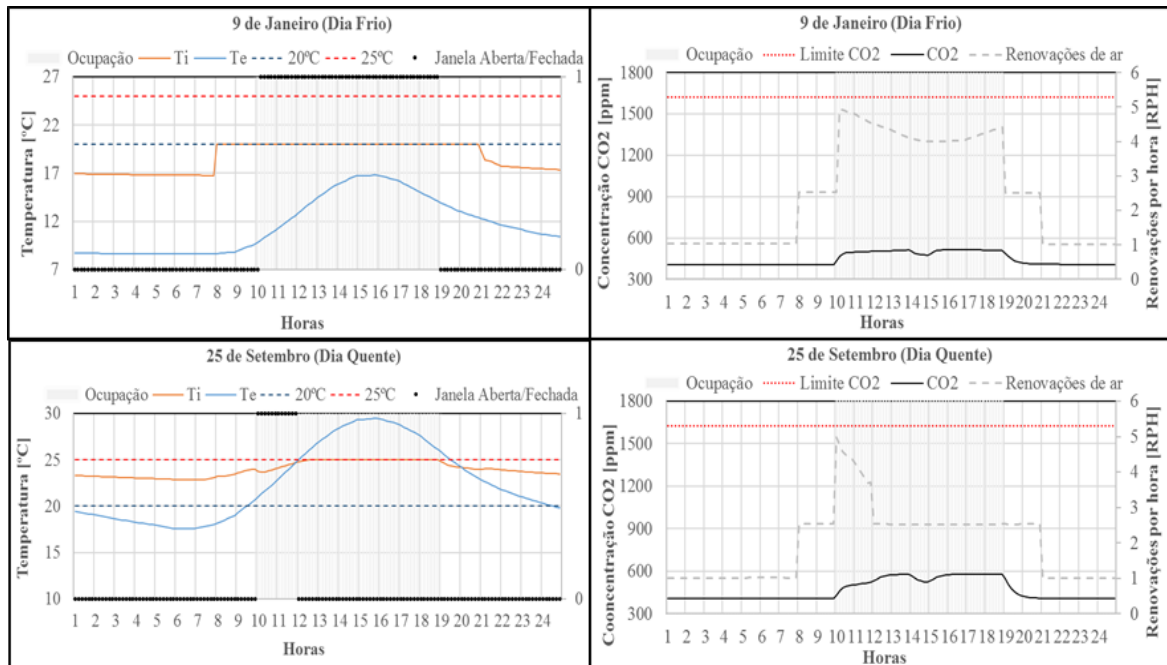 9 de Janeiro (Dia Frio)
Ocupação Ti Te 20ºC 25ºC Janela Aberta/Fechada
Temperatura [ºC]
27
22
17
12
7
1
0
1 2 3 4 5 6 7 8 9 10 11 12 13 14 15 16 17 18 19 20 21 22 23 24
Horas
9 de Janeiro (Dia Frio)
Ocupação Limite CO2 CO2 Renovações de ar
Concentração CO2 [ppm]
1800
1500
1200
900
600
300
6
5
4
3
2
1
0
Renovações por hora [RPH]
1 2 3 4 5 6 7 8 9 10 11 12 13 14 15 16 17 18 19 20 21 22 23 24
Horas
25 de Setembro (Dia Quente)
Ocupação Ti Te 20ºC 25ºC Janela Aberta/Fechada
Temperatura [ºC]
30
25
20
15
10
1
0
1 2 3 4 5 6 7 8 9 10 11 12 13 14 15 16 17 18 19 20 21 22 23 24
Horas
25 de Setembro (Dia Quente)
Ocupação Limite CO2 CO2 Renovações de ar
Cooncentração CO2 [ppm]
1800
1500
1200
900
600
300
6
5
4
3
2
1
0
Renovações por hora [RPH]
1 2 3 4 5 6 7 8 9 10 11 12 13 14 15 16 17 18 19 20 21 22 23 24
Horas